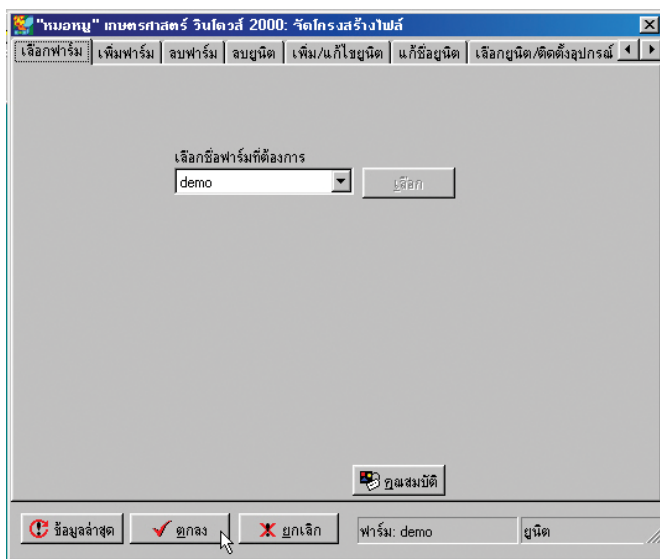 "หมอหมู" เกษตรศาสตร์ วินโดวส์ 2000: จัดโครงสร้างไฟล์
เลือกฟาร์ม เพิ่มฟาร์ม ลบฟาร์ม ลบยูนิต เพิ่ม/แก้ไขยูนิต แก้ชื่อยูนิต เลือกยูนิต/ติดตั้งอุปกรณ์
เลือกชื่อฟาร์มที่ต้องการ
demo เลือก
คุณสมบัติ
ข้อมูลล่าสุด ตกลง ยกเลิก ฟาร์ม: demo ยูนิต